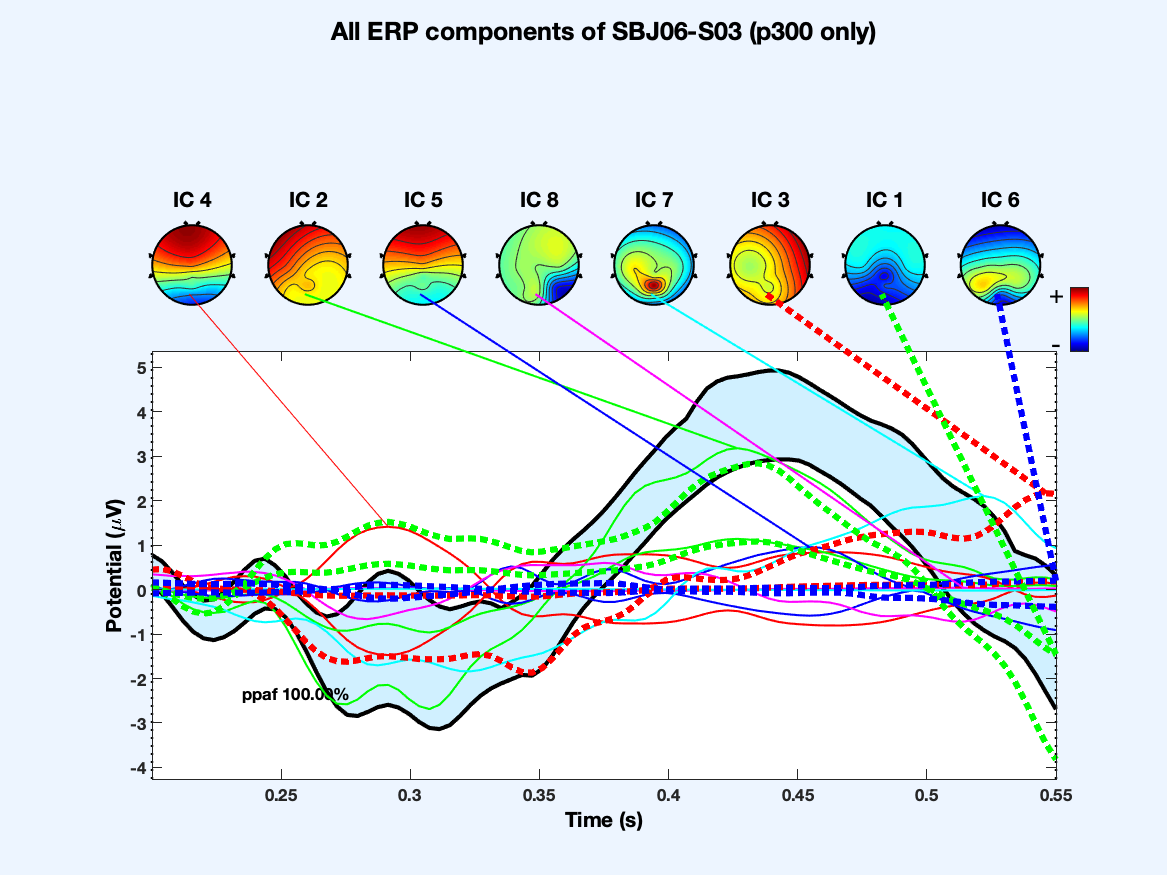 All ERP components of SBJ06-S03 (p300 only)
IC 4 IC 2 IC 5 IC 8 IC 7 IC 3 IC 1 IC 6
+
-
5
4
3
2
1
0
-1
-2
-3
-4
Potential (μV)
ppaf 100.00%
0.25 0.3 0.35 0.4 0.45 0.5 0.55
Time (s)